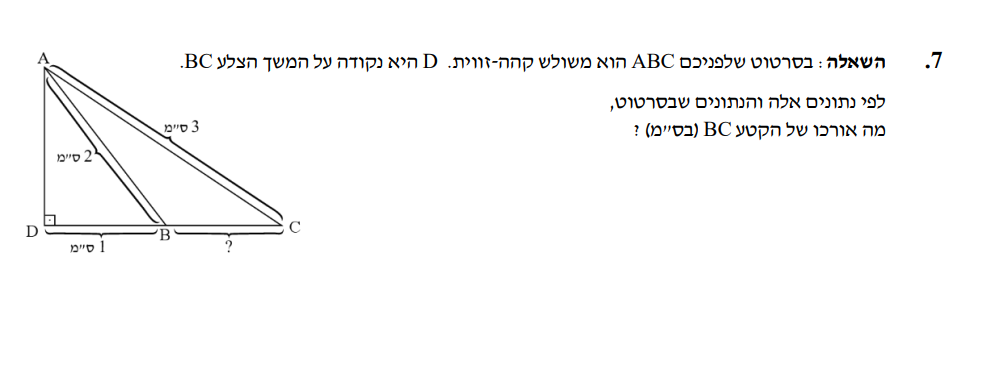 7. השאלה : בסרטוט שלפניכם ABC הוא משולש קהה-זווית. D היא נקודה על המשך הצלע BC.
לפי נתונים אלה והנתונים שבסרטוט,
מה אורכו של הקטע BC (בס״מ) ?
A
3 ס״מ
2 ס״מ
D
B
C
1 ס״מ
?